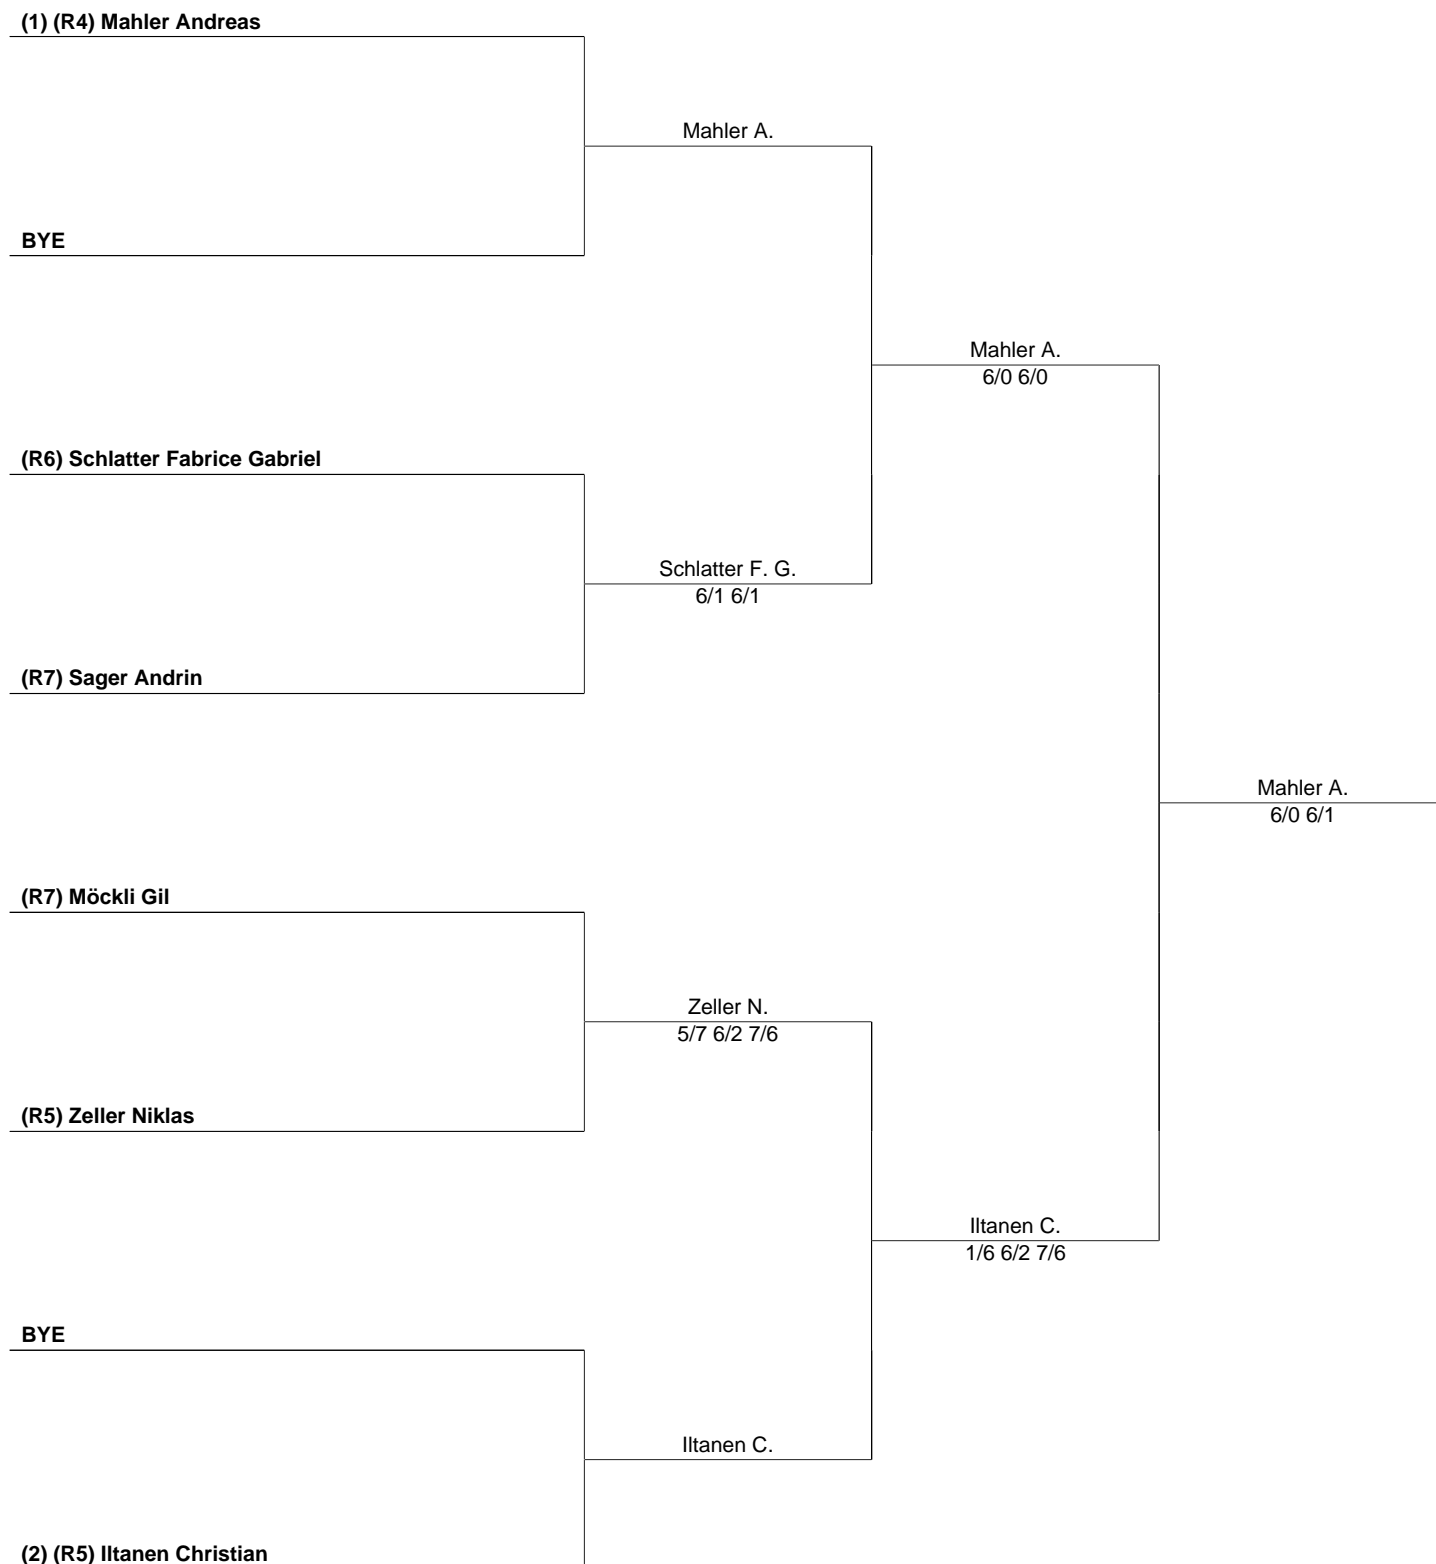 (1) (R4) Mahler Andreas
Mahler A.
BYE
Mahler A.
6/0 6/0
(R6) Schlatter Fabrice Gabriel
Schlatter F. G.
6/1 6/1
(R7) Sager Andrin
Mahler A.
6/0 6/1
(R7) Möckli Gil
Zeller N.
5/7 6/2 7/6
(R5) Zeller Niklas
Iltanen C.
1/6 6/2 7/6
BYE
Iltanen C.
(2) (R5) Iltanen Christian